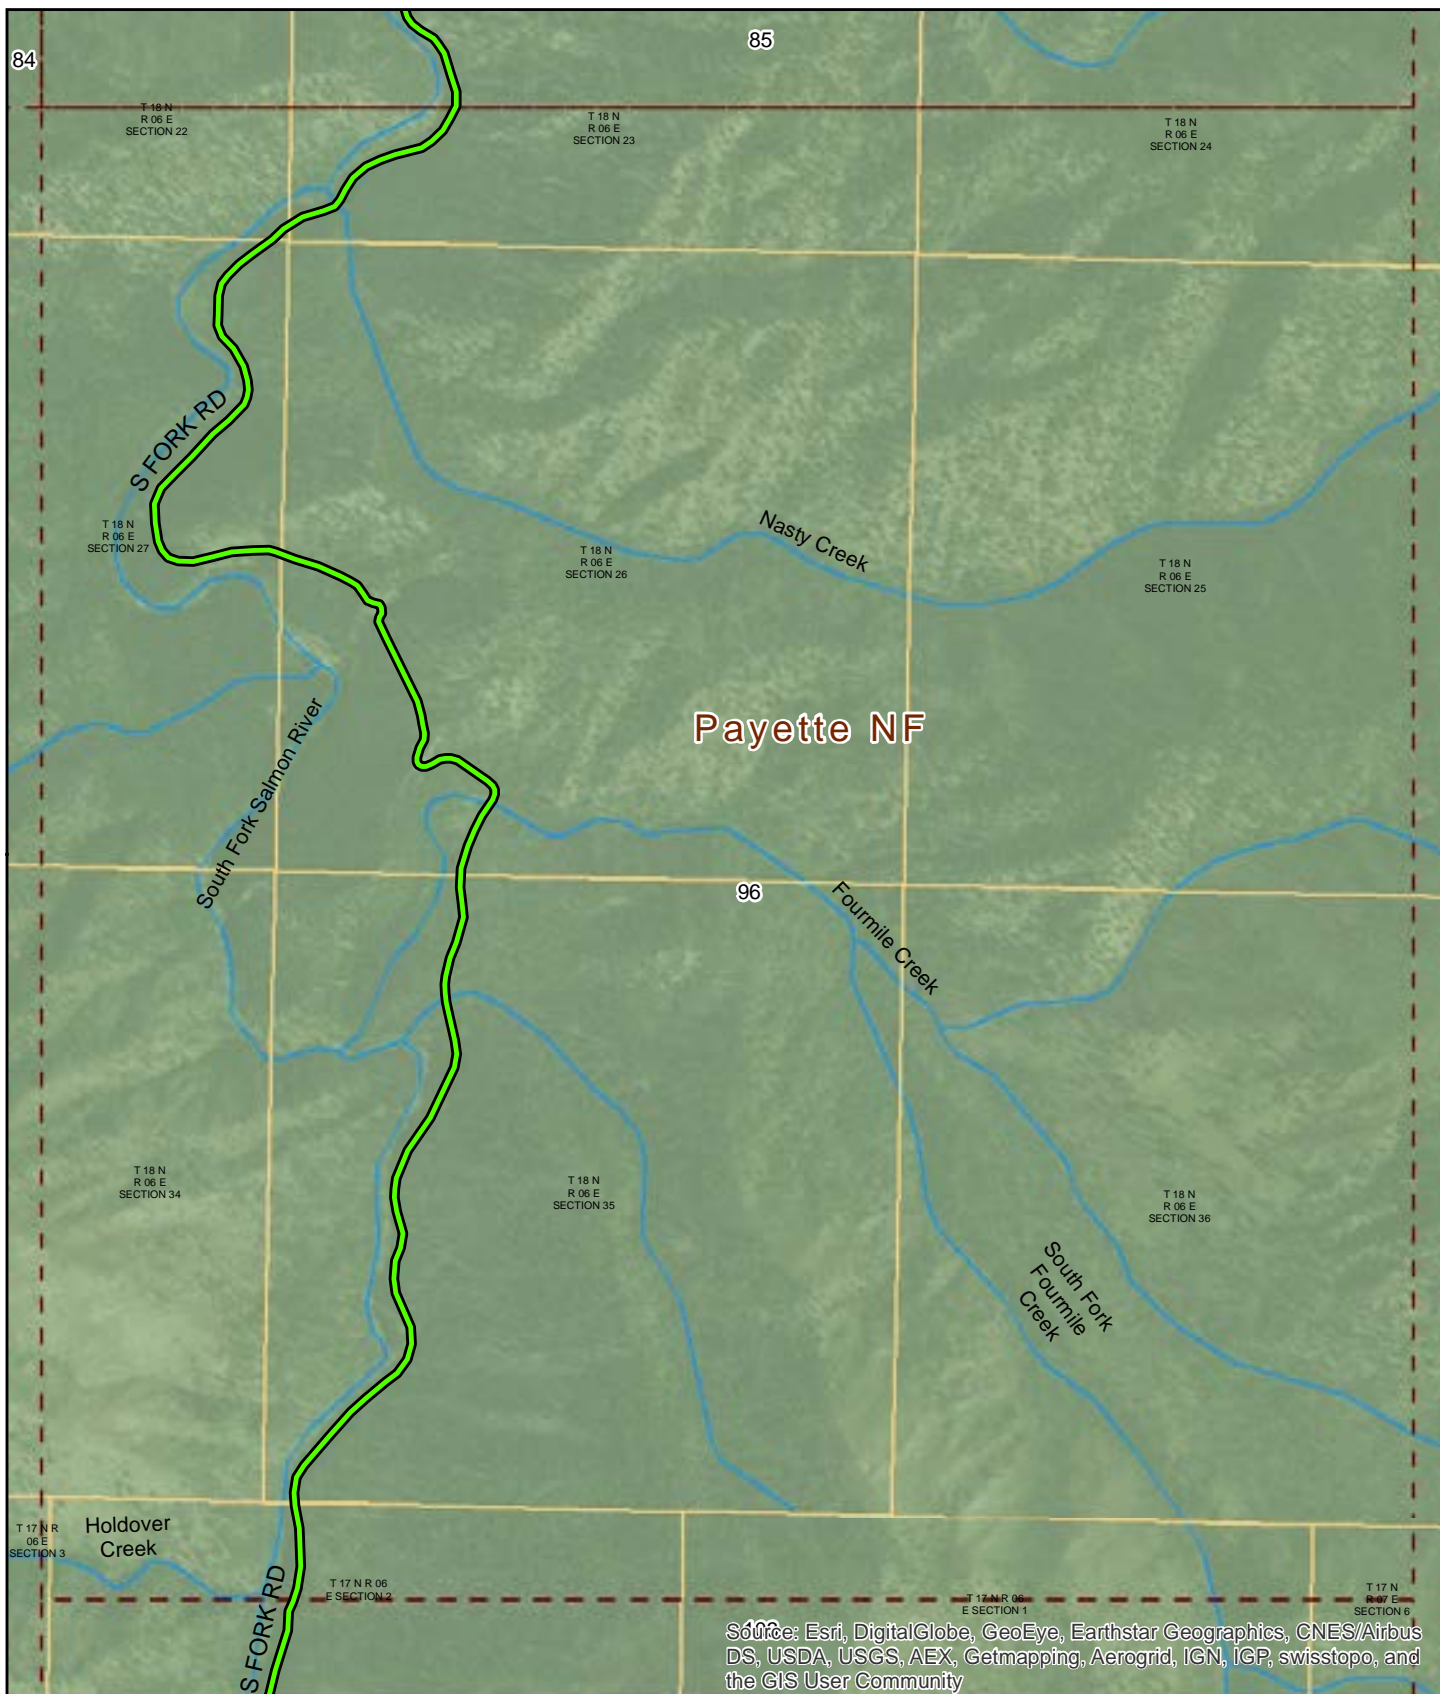 85
84
T 18 N
R 06 E
SECTION 22
T 18 N
R 06 E
SECTION 23
T 18 N
R 06 E
SECTION 24
S FORK RD
T 18 N
R 06 E
SECTION 27
Nasty Creek
T 18 N
R 06 E
SECTION 26
T 18 N
R 06 E
SECTION 25
Payette NF
South Fork Salmon River
96
Fourmile Creek
T 18 N
R 06 E
SECTION 34
T 18 N
R 06 E
SECTION 35
T 18 N
R 06 E
SECTION 36
South Fork
Fourmile
Creek
T 17 N R
06 E
SECTION 3
Holdover
Creek
S FORK RD
T 17 N R 06
E SECTION 2
T 17 N R 06
E SECTION 1
T 17 N
R 07 E
SECTION 6
Source: Esri, DigitalGlobe, GeoEye, Earthstar Geographics, CNES/Airbus
DS, USDA, USGS, AEX, Getmapping, Aerogrid, IGN, IGP, swisstopo, and
the GIS User Community